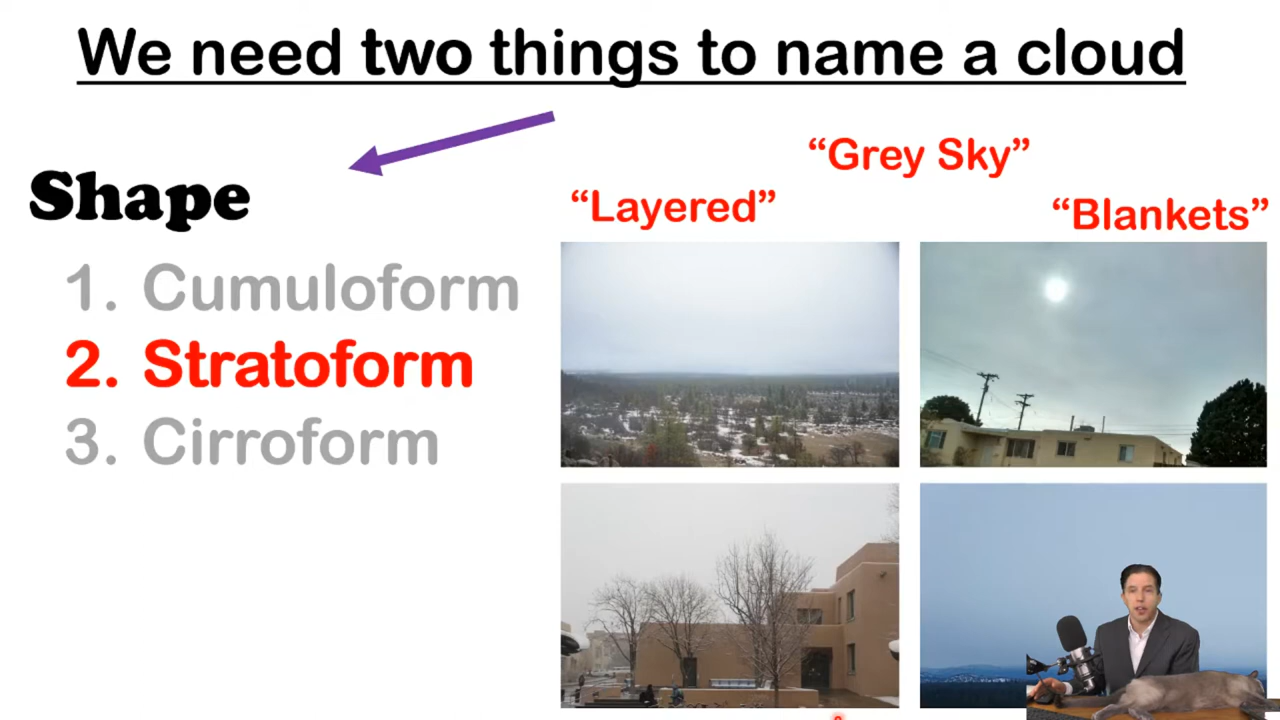 We need two things to name a cloud
“Grey Sky”
“Layered”
“Blankets”
Shape
1. Cumuloform
2. Stratoform
3. Cirroform